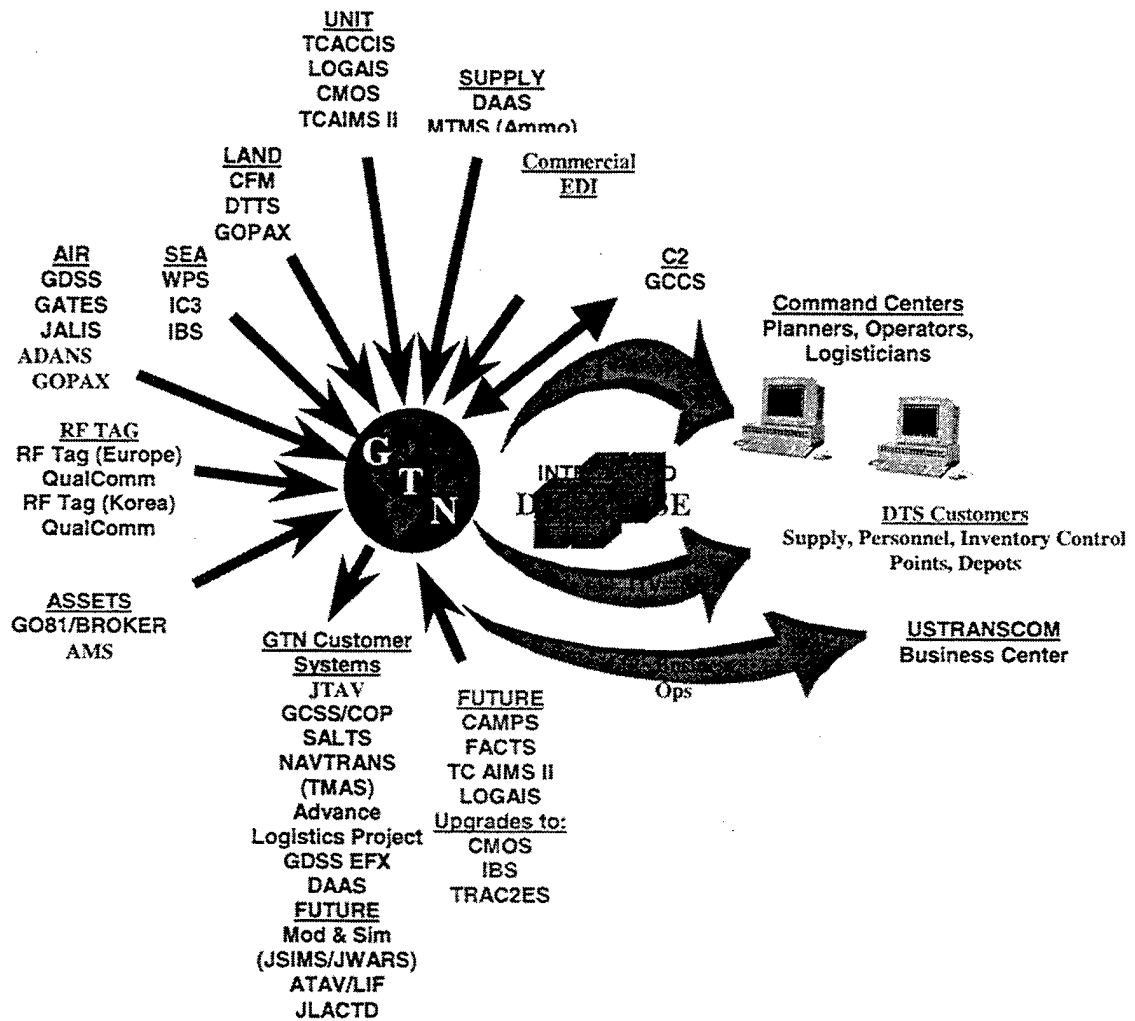 UNIT
TCACCIS
LOGAIS
CMOS
TCAIMS II
SUPPLY
DAAS
MTMS (Ammo)
Commercial
EDI
LAND
CFM
DTTS
GOPAX
AIR
GDSS
GATES
JALIS
ADANS
GOPAX
SEA
WPS
IC3
IBS
C2
GCCS
Command Centers
Planners, Operators,
Logisticians
RF TAG
RF Tag (Europe)
QualComm
RF Tag (Korea)
QualComm
G
T
N
DTS Customers
Supply, Personnel, Inventory Control
Points, Depots
ASSETS
GO81/BROKER
AMS
USTRANSCOM
Business Center
Ops
GTN Customer
Systems
JTAV
GCSS/COP
SALTS
NAVTRANS
(TMAS)
Advance
Logistics Project
GDSS EFX
DAAS
FUTURE
Mod & Sim
(JSIMS/JWARS)
ATAV/LIF
JLACTD
FUTURE
CAMPS
FACTS
TC AIMS II
LOGAIS
Upgrades to:
CMOS
IBS
TRAC2ES